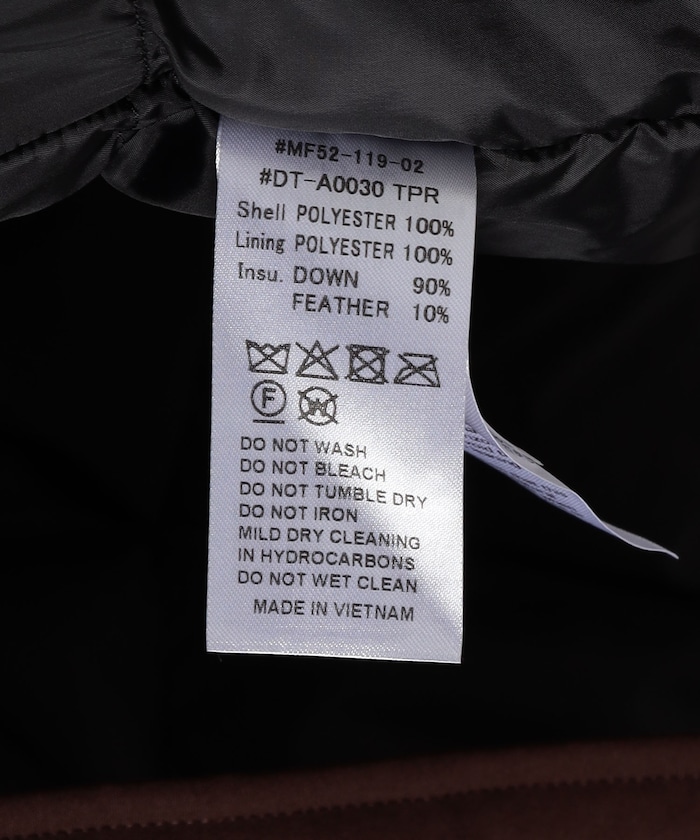 #MF52-119-02
#DT-A0030 TPR
Shell POLYESTER 100%
Lining POLYESTER 100%
Insu. DOWN 90%
FEATHER 10%
F
W
DO NOT WASH
DO NOT BLEACH
DO NOT TUMBLE DRY
DO NOT IRON
MILD DRY CLEANING
IN HYDROCARBONS
DO NOT WET CLEAN
MADE IN VIETNAM